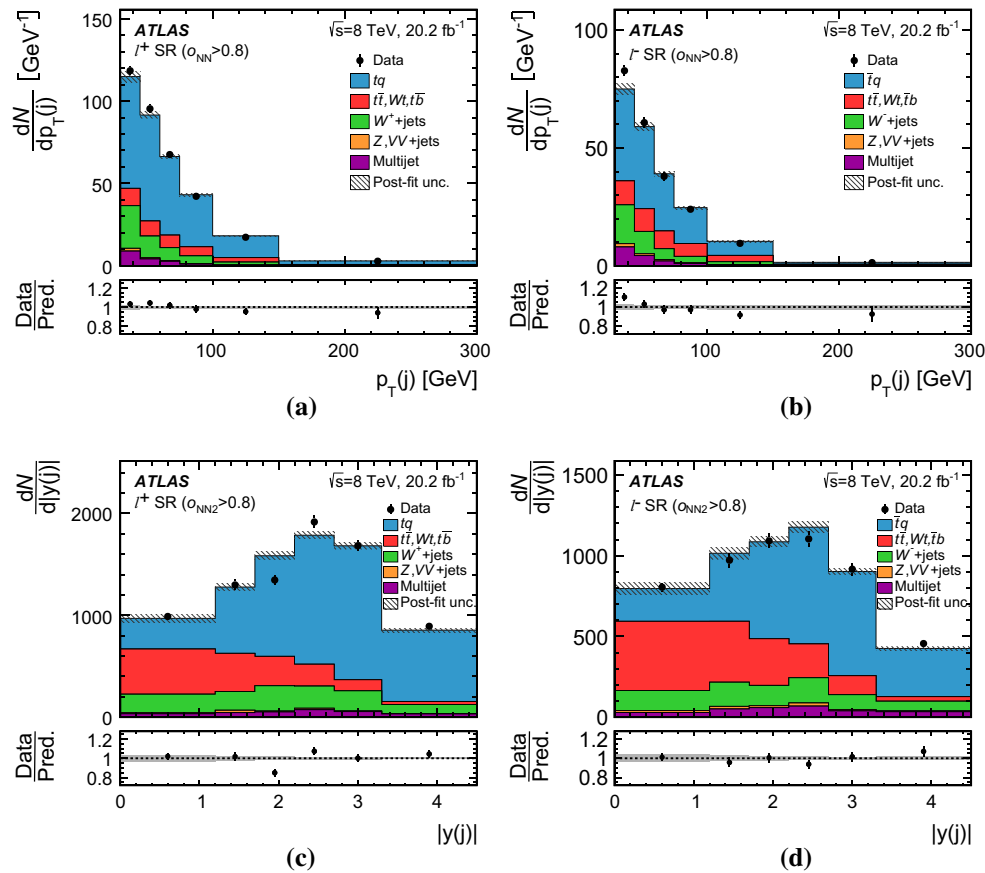 ATLAS √s=8 TeV, 20.2 fb⁻¹
l⁺ SR (o_NN>0.8)
dN/dp_T(j) [GeV⁻¹]
150
100
50
0
Data
tq
tt̅,Wt,tb̅
W⁺+jets
Z,VV+jets
Multijet
Post-fit unc.
Data/Pred.
1.2
1
0.8
100 200 300
p_T(j) [GeV]
(a)
ATLAS √s=8 TeV, 20.2 fb⁻¹
l⁻ SR (o_NN>0.8)
dN/dp_T(j) [GeV⁻¹]
100
50
0
Data
t̅q
tt̅,Wt,t̅b
W⁻+jets
Z,VV+jets
Multijet
Post-fit unc.
Data/Pred.
1.2
1
0.8
100 200 300
p_T(j) [GeV]
(b)
ATLAS √s=8 TeV, 20.2 fb⁻¹
l⁺ SR (o_NN2>0.8)
dN/d|y(j)|
2000
1000
0
Data
tq
tt̅,Wt,tb̅
W⁺+jets
Z,VV+jets
Multijet
Post-fit unc.
Data/Pred.
1.2
1
0.8
0 1 2 3 4
|y(j)|
(c)
ATLAS √s=8 TeV, 20.2 fb⁻¹
l⁻ SR (o_NN2>0.8)
dN/d|y(j)|
1500
1000
500
0
Data
t̅q
tt̅,Wt,t̅b
W⁻+jets
Z,VV+jets
Multijet
Post-fit unc.
Data/Pred.
1.2
1
0.8
0 1 2 3 4
|y(j)|
(d)